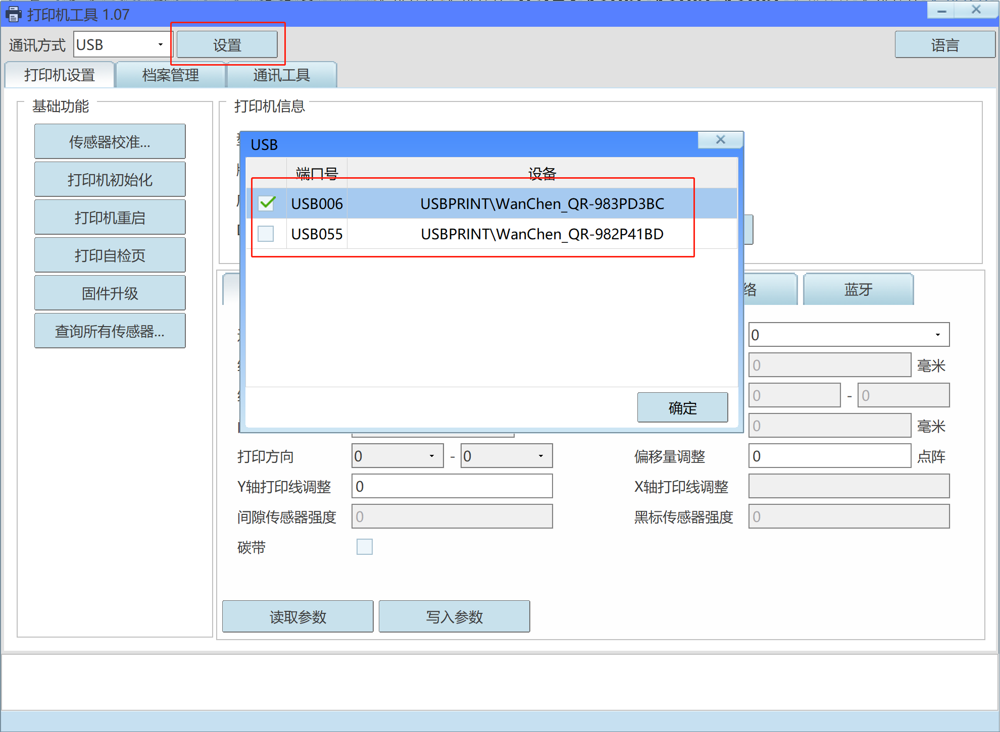 打印机工具 1.07
通讯方式 USB 设置 语言
打印机设置 档案管理 通讯工具
基础功能
打印机信息
传感器校准...
打印机初始化
打印机重启
打印自检页
固件升级
查询所有传感器...
USB
端口号 设备
USB006 USBPRINT\WanChen_QR-983PD3BC
USB055 USBPRINT\WanChen_QR-982P41BD
确定
络 蓝牙
0
0 毫米
0 - 0
0 毫米
打印方向 0 - 0 偏移量调整 0 点阵
Y轴打印线调整 0 X轴打印线调整
间隙传感器强度 0 黑标传感器强度 0
碳带
读取参数 写入参数